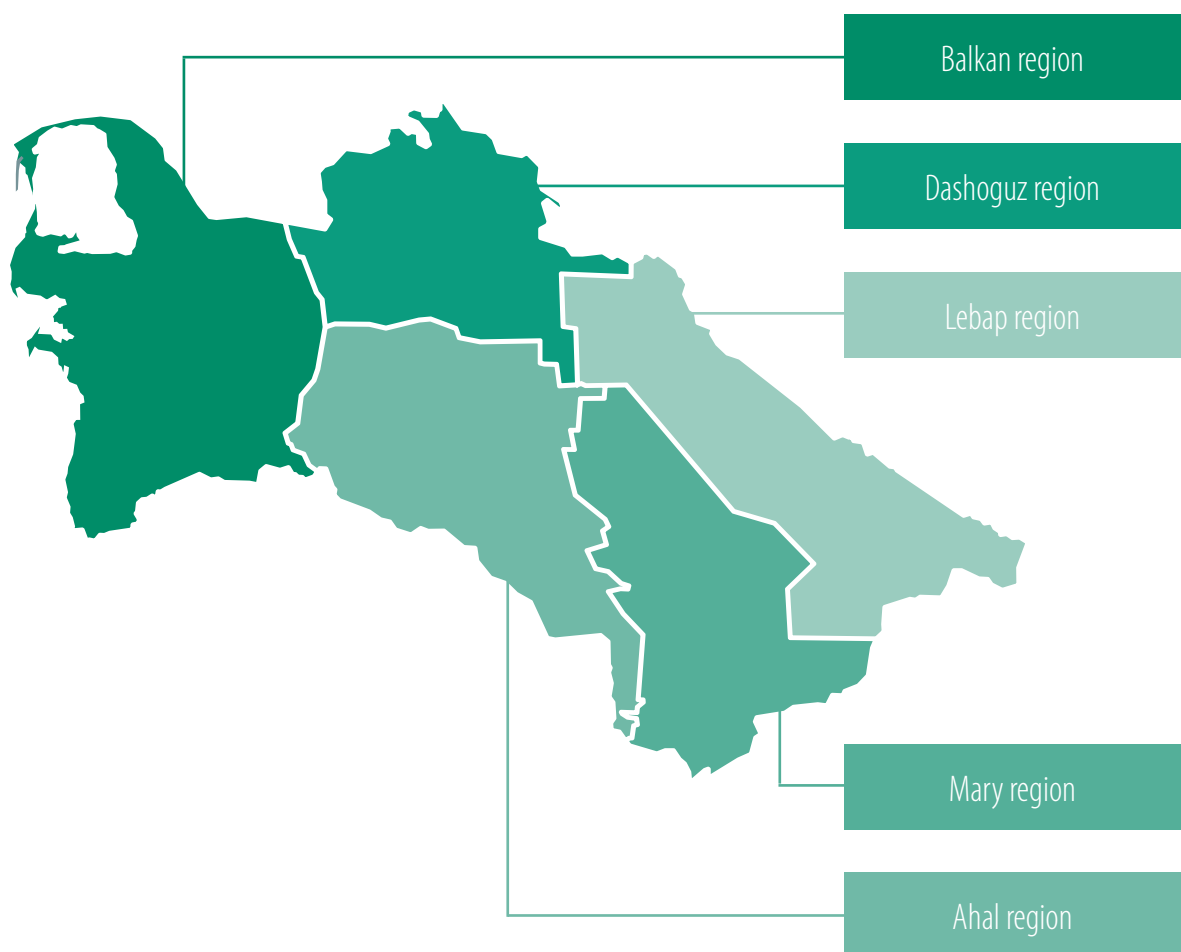 Balkan region
Dashoguz region
Lebap region
Mary region
Ahal region